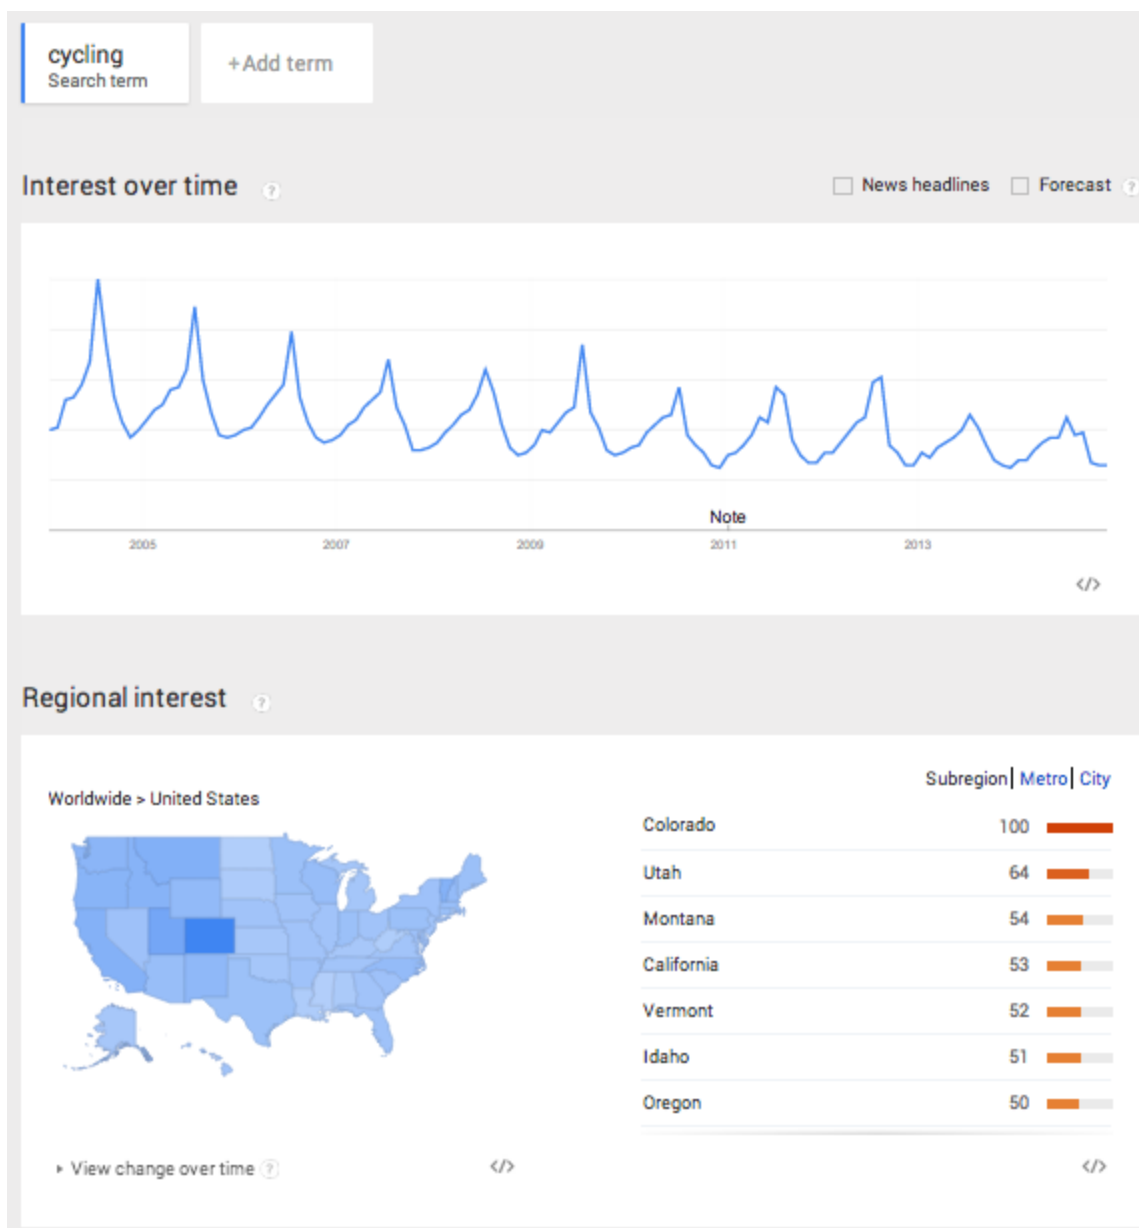 cycling
Search term
+Add term
Interest over time ?
News headlines
Forecast ?
Note
2005 2007 2009 2011 2013
</>
Regional interest ?
Subregion | Metro | City
Worldwide > United States
Colorado 100
Utah 64
Montana 54
California 53
Vermont 52
Idaho 51
Oregon 50
View change over time ?
</>
</>